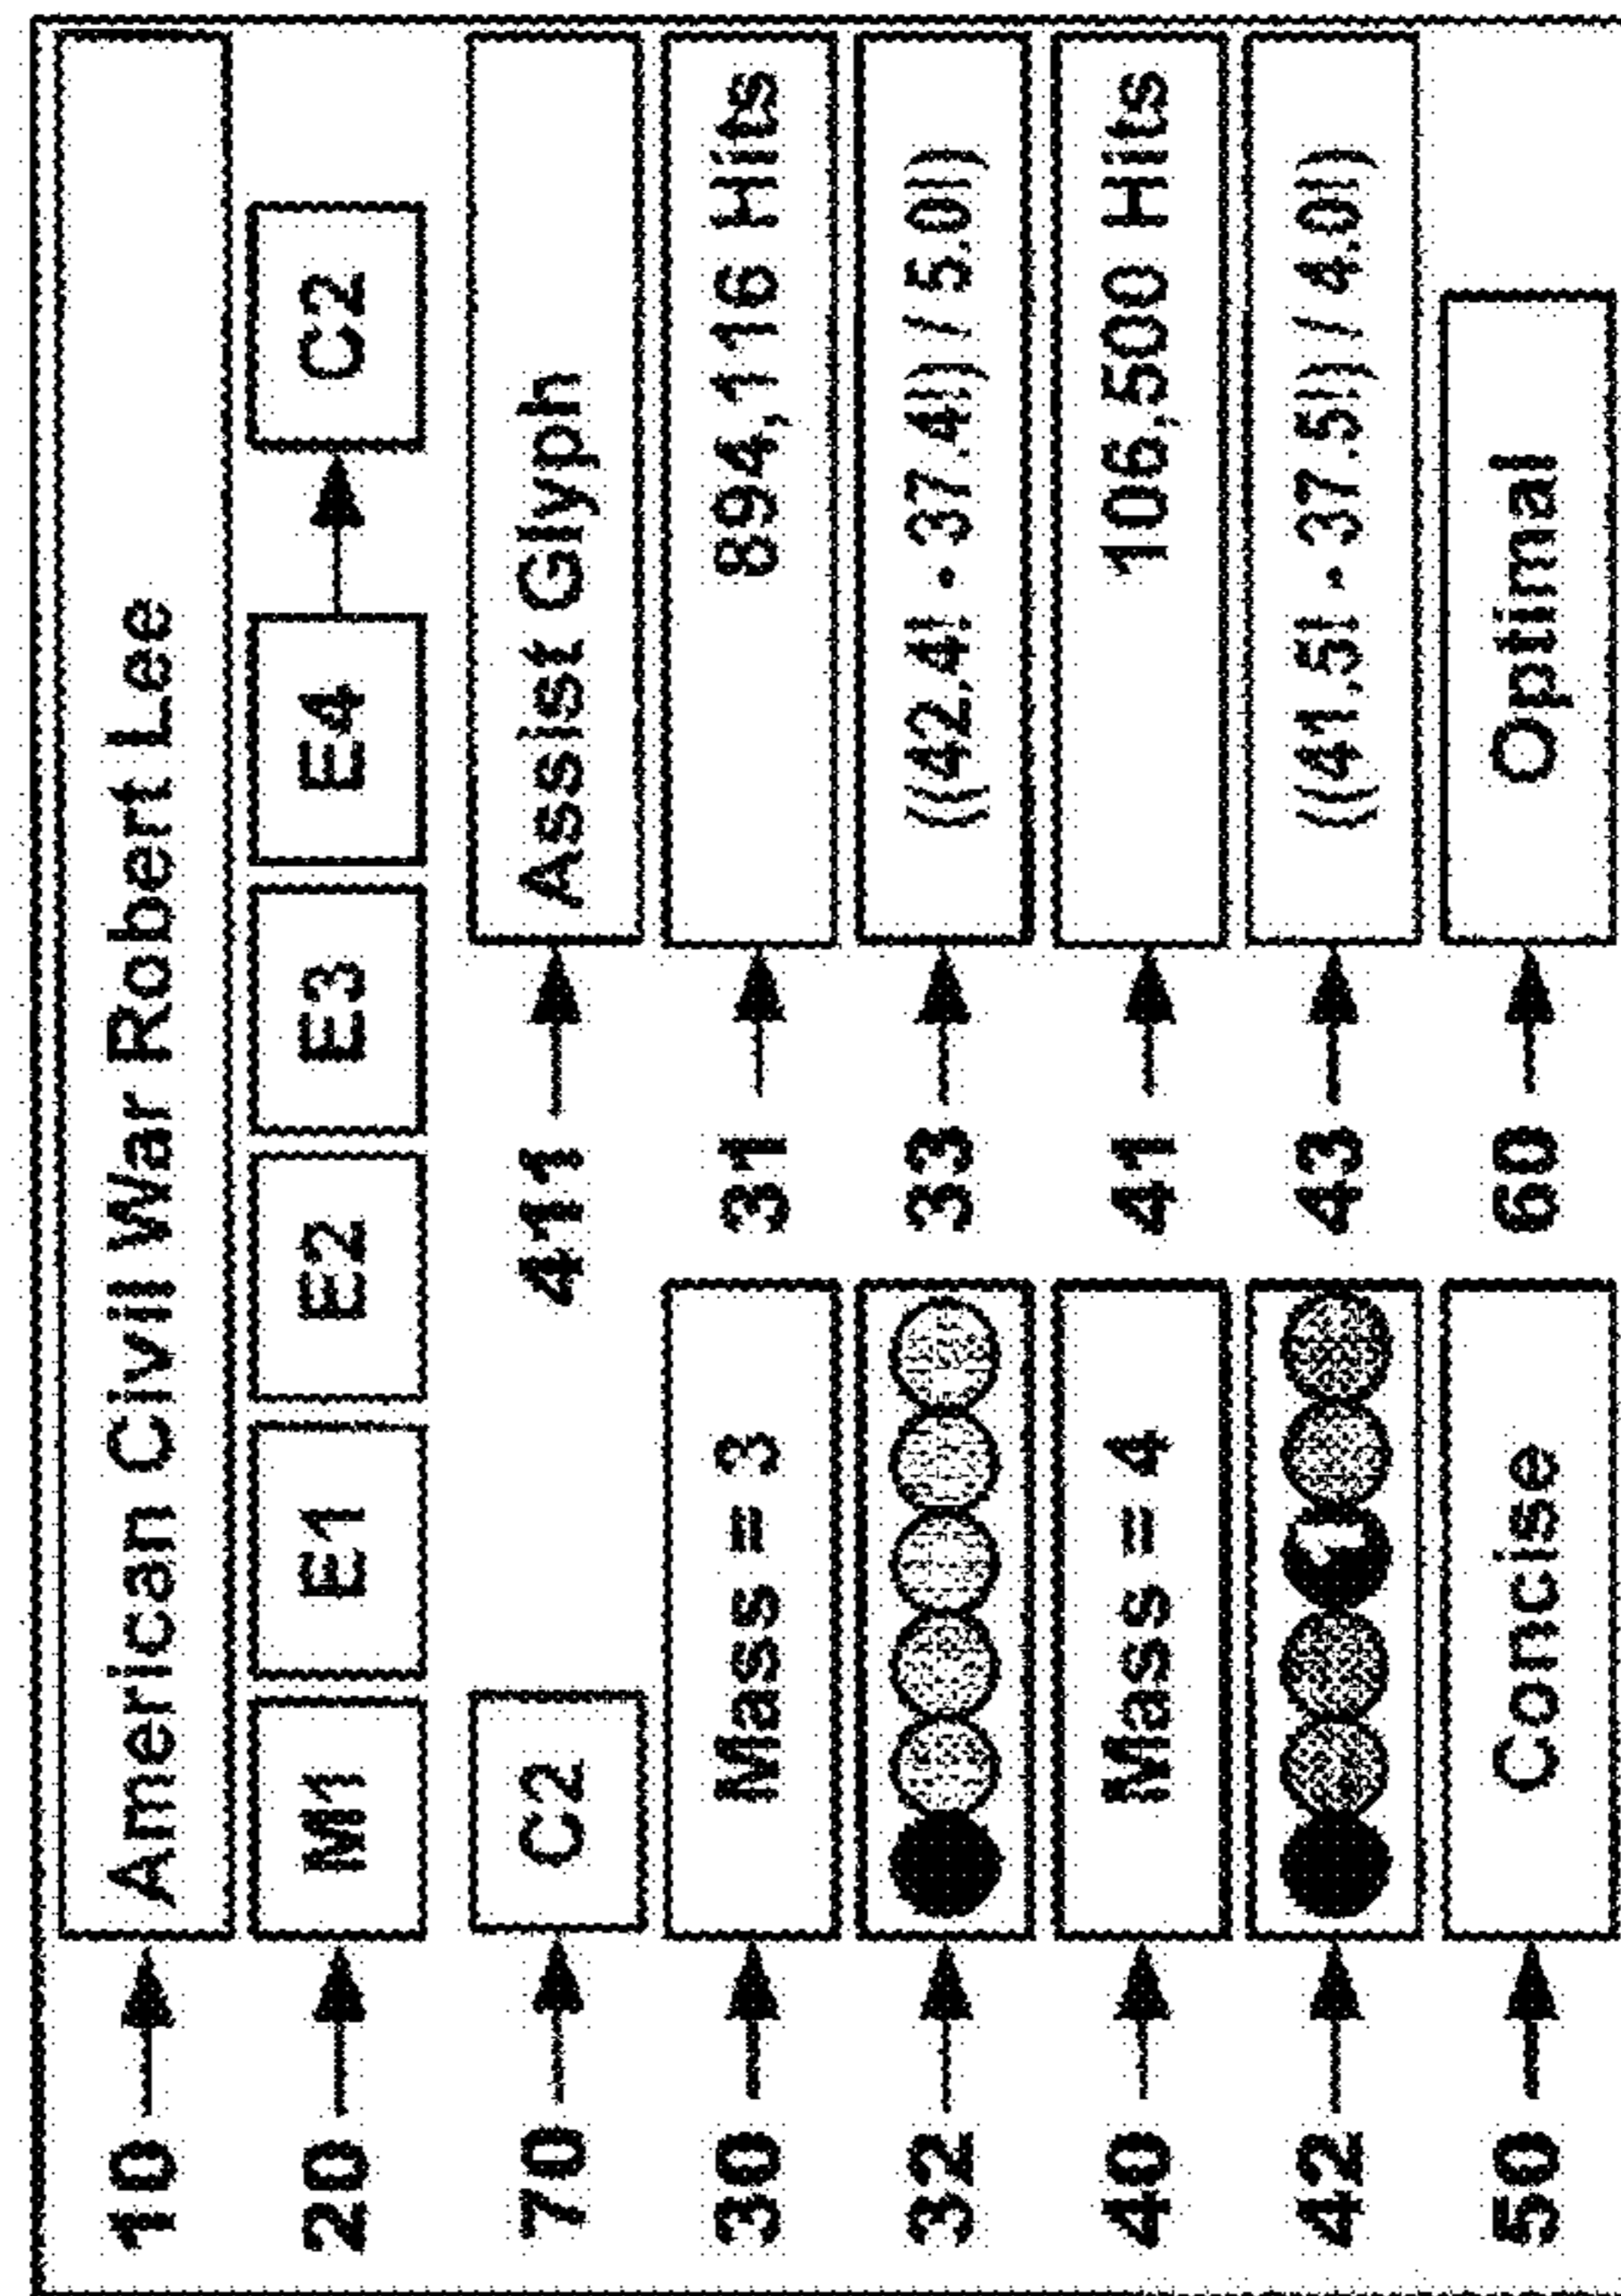 10 American Civil War Robert Lee
20 M1 E1 E2 E3 E4 C2
70 C2 411 Assist Glyph
30 Mass = 3 31 894,116 Hits
32 33 ((42.4! • 37.4!) / 5.0!)
40 Mass = 4 41 106,500 Hits
42 1 43 ((41.5! • 37.5!) / 4.0!)
50 Concise 60 Optimal